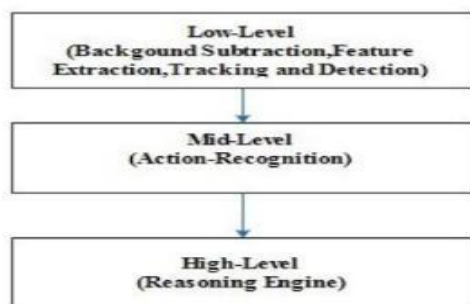 Low-Level
(Backgound Subtraction,Feature
Extraction,Tracking and Detection)
Mid-Level
(Action-Recognition)
High-Level
(Reasoning Engine)